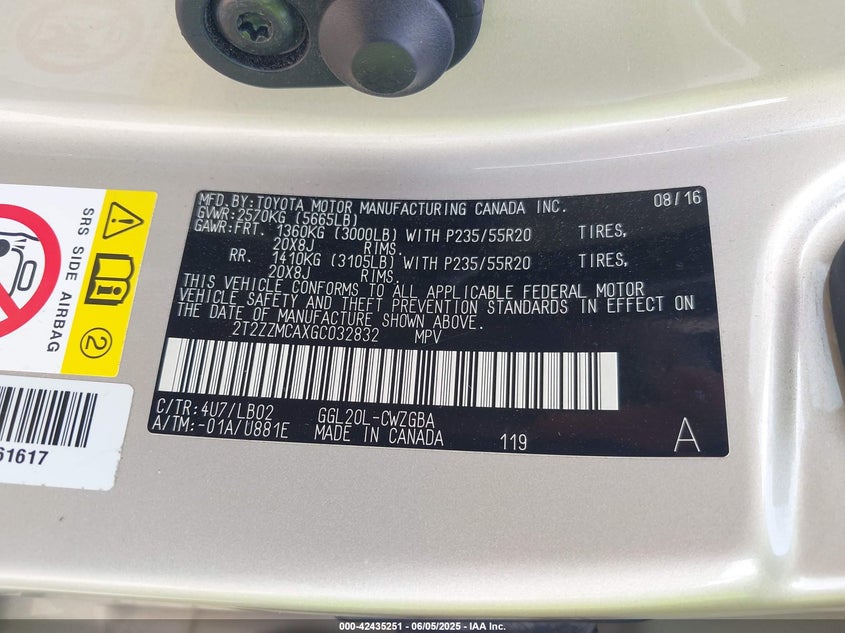 MFD.BY:TOYOTA MOTOR MANUFACTURING CANADA INC. 08/16
GVWR:2570KG (5665LB)
GAWR:FRT. 1360KG (3000LB) WITH P235/55R20 TIRES,
20X8J RIMS.
RR. 1410KG (3105LB) WITH P235/55R20 TIRES,
20X8J RIMS.
THIS VEHICLE CONFORMS TO ALL APPLICABLE FEDERAL MOTOR
VEHICLE SAFETY AND THEFT PREVENTION STANDARDS IN EFFECT ON
THE DATE OF MANUFACTURE SHOWN ABOVE.
2T2ZZMCAXGC032832 MPV
C/TR:4U7/LB02 GGL20L-CWZGBA
A/TM:-01A/U881E MADE IN CANADA 119 A
SRS SIDE AIRBAG
2
61617
000-42435251 | 06/05/2025 - IAA Inc.